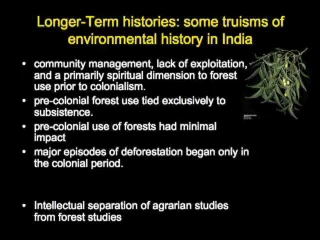 Longer-Term histories: some truisms of
environmental history in India
• community management, lack of exploitation,
and a primarily spiritual dimension to forest
use prior to colonialism.
• pre-colonial forest use tied exclusively to
subsistence.
• pre-colonial use of forests had minimal
impact
• major episodes of deforestation began only in
the colonial period.
• Intellectual separation of agrarian studies
from forest studies